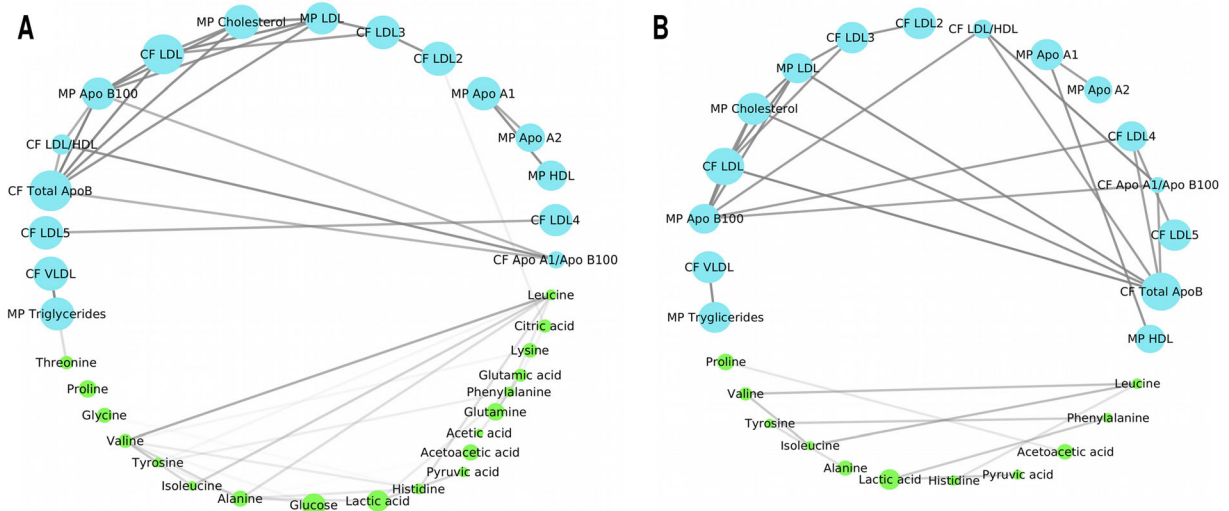 A
MP Cholesterol
MP LDL
CF LDL3
CF LDL
CF LDL2
MP Apo B100
MP Apo A1
CF LDL/HDL
MP Apo A2
MP HDL
CF Total ApoB
CF LDL4
CF LDL5
CF Apo A1/Apo B100
CF VLDL
Leucine
MP Triglycerides
Citric acid
Lysine
Threonine
Glutamic acid
Proline
Phenylalanine
Glycine
Glutamine
Valine
Acetic acid
Tyrosine
Acetoacetic acid
Pyruvic acid
Isoleucine
Histidine
Alanine
Glucose
Lactic acid
B
CF LDL2
CF LDL/HDL
CF LDL3
MP Apo A1
MP LDL
MP Apo A2
MP Cholesterol
CF LDL4
CF LDL
CF Apo A1/Apo B100
MP Apo B100
CF LDL5
CF VLDL
CF Total ApoB
MP Tryglicerides
MP HDL
Proline
Leucine
Valine
Phenylalanine
Tyrosine
Isoleucine
Acetoacetic acid
Alanine
Lactic acid
Histidine
Pyruvic acid